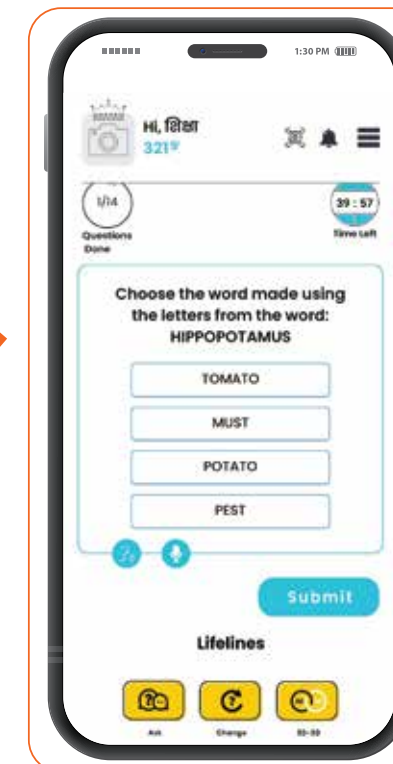 1:30 PM
Hi, शिक्षा
321
1/14
Questions
Done
39 : 57
Time Left
Choose the word made using
the letters from the word:
HIPPOPOTAMUS
TOMATO
MUST
POTATO
PEST
Submit
Lifelines
Ask
Change
50-50